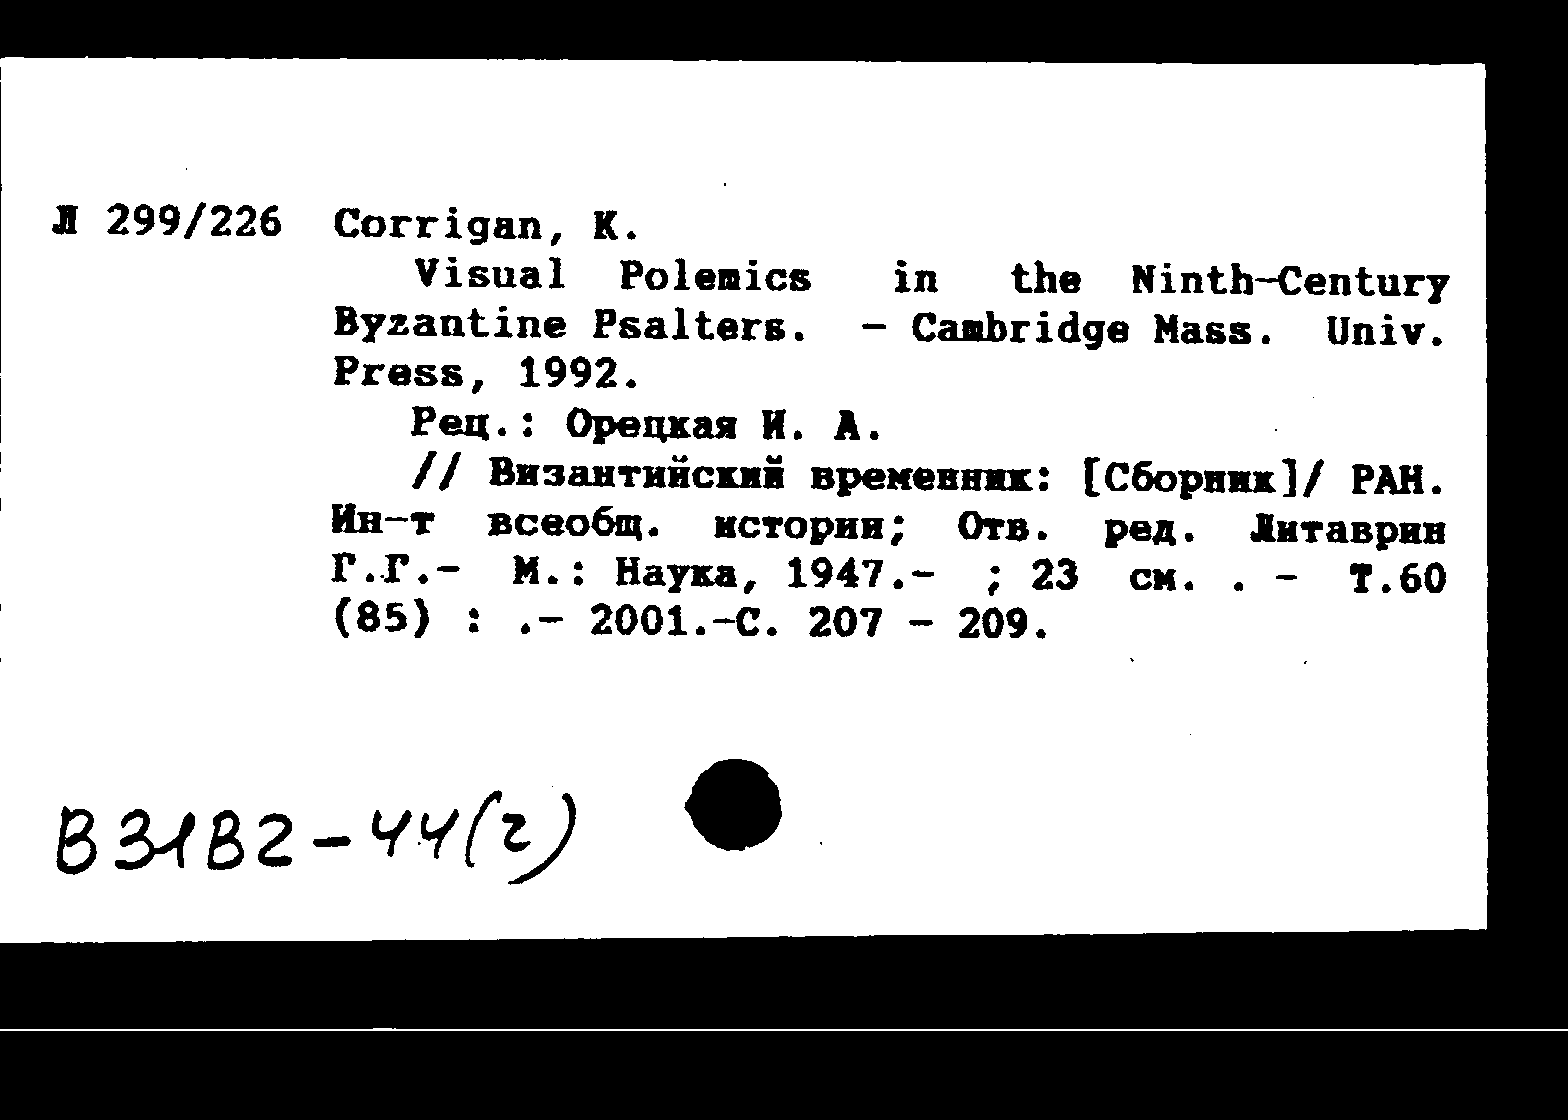 Л 299/226 Corrigan, K.
Visual Polemics in the Ninth-Century
Byzantine Psalters. - Cambridge Mass. Univ.
Press, 1992.
Рец.: Орецкая И. А.
// Византийский временник: [Сборник]/ РАН.
Ин-т всеобщ. истории; Отв. ред. Литаврин
Г.Г.- М.: Наука, 1947.- ; 23 см. . - Т.60
(85) : .- 2001.-С. 207 - 209.
В31В2-44(2)